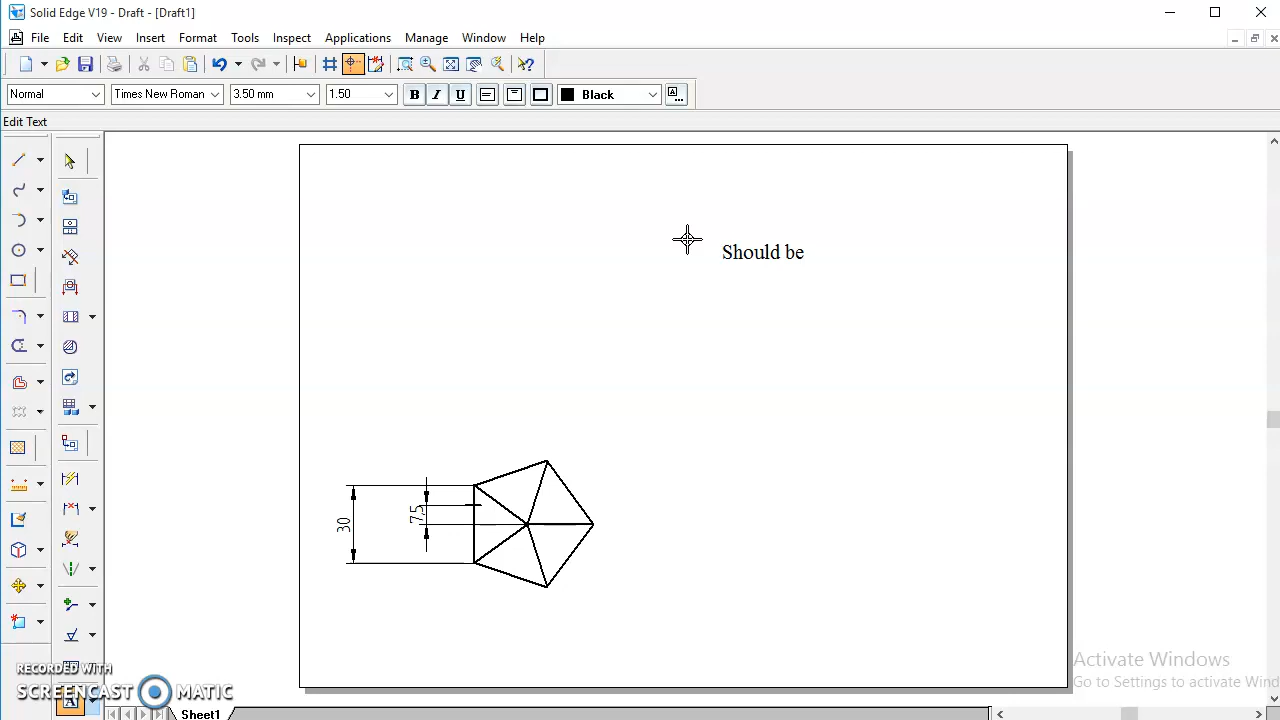 Solid Edge V19 - Draft - [Draft1]
File Edit View Insert Format Tools Inspect Applications Manage Window Help
Normal Times New Roman 3.50 mm 1.50 B I U Black A
Edit Text
Should be
30
7.5
Activate Windows
Go to Settings to activate Wind
RECORDED WITH
SCREENCAST MATIC
A
Sheet1